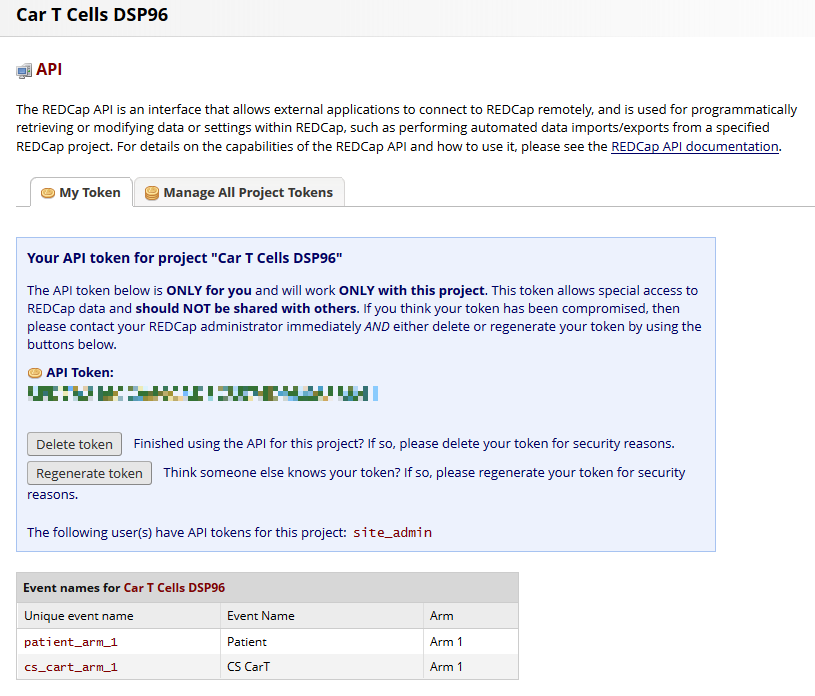 Car T Cells DSP96
API
The REDCap API is an interface that allows external applications to connect to REDCap remotely, and is used for programmatically
retrieving or modifying data or settings within REDCap, such as performing automated data imports/exports from a specified
REDCap project. For details on the capabilities of the REDCap API and how to use it, please see the REDCap API documentation.
My Token
Manage All Project Tokens
Your API token for project "Car T Cells DSP96"
The API token below is ONLY for you and will work ONLY with this project. This token allows special access to
REDCap data and should NOT be shared with others. If you think your token has been compromised, then
please contact your REDCap administrator immediately AND either delete or regenerate your token by using the
buttons below.
API Token:
Delete token Finished using the API for this project? If so, please delete your token for security reasons.
Regenerate token Think someone else knows your token? If so, please regenerate your token for security
reasons.
The following user(s) have API tokens for this project: site_admin
Event names for Car T Cells DSP96
Unique event name Event Name Arm
patient_arm_1 Patient Arm 1
cs_cart_arm_1 CS CarT Arm 1